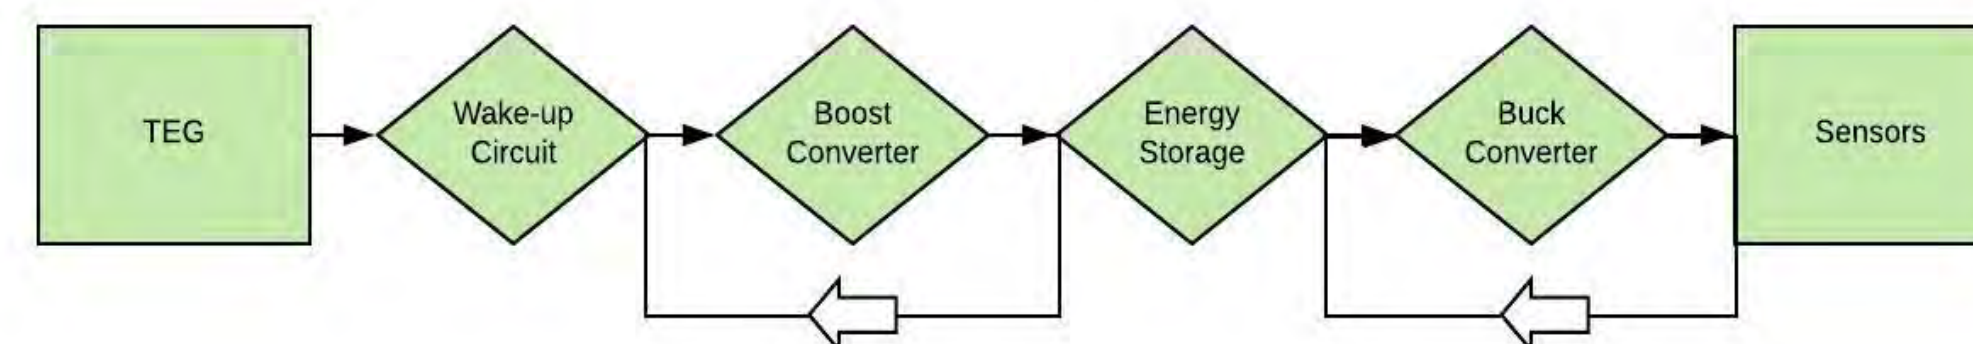 TEG
Wake-up
Circuit
Boost
Converter
Energy
Storage
Buck
Converter
Sensors